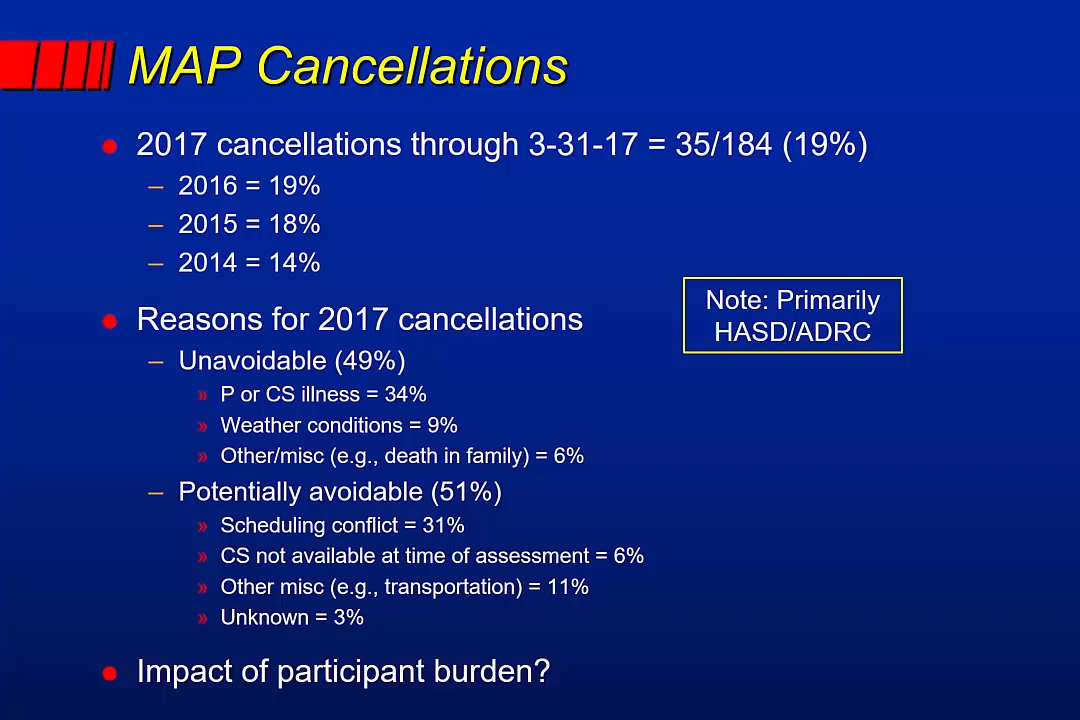 MAP Cancellations
● 2017 cancellations through 3-31-17 = 35/184 (19%)
– 2016 = 19%
– 2015 = 18%
– 2014 = 14%
Note: Primarily
HASD/ADRC
● Reasons for 2017 cancellations
– Unavoidable (49%)
» P or CS illness = 34%
» Weather conditions = 9%
» Other/misc (e.g., death in family) = 6%
– Potentially avoidable (51%)
» Scheduling conflict = 31%
» CS not available at time of assessment = 6%
» Other misc (e.g., transportation) = 11%
» Unknown = 3%
● Impact of participant burden?